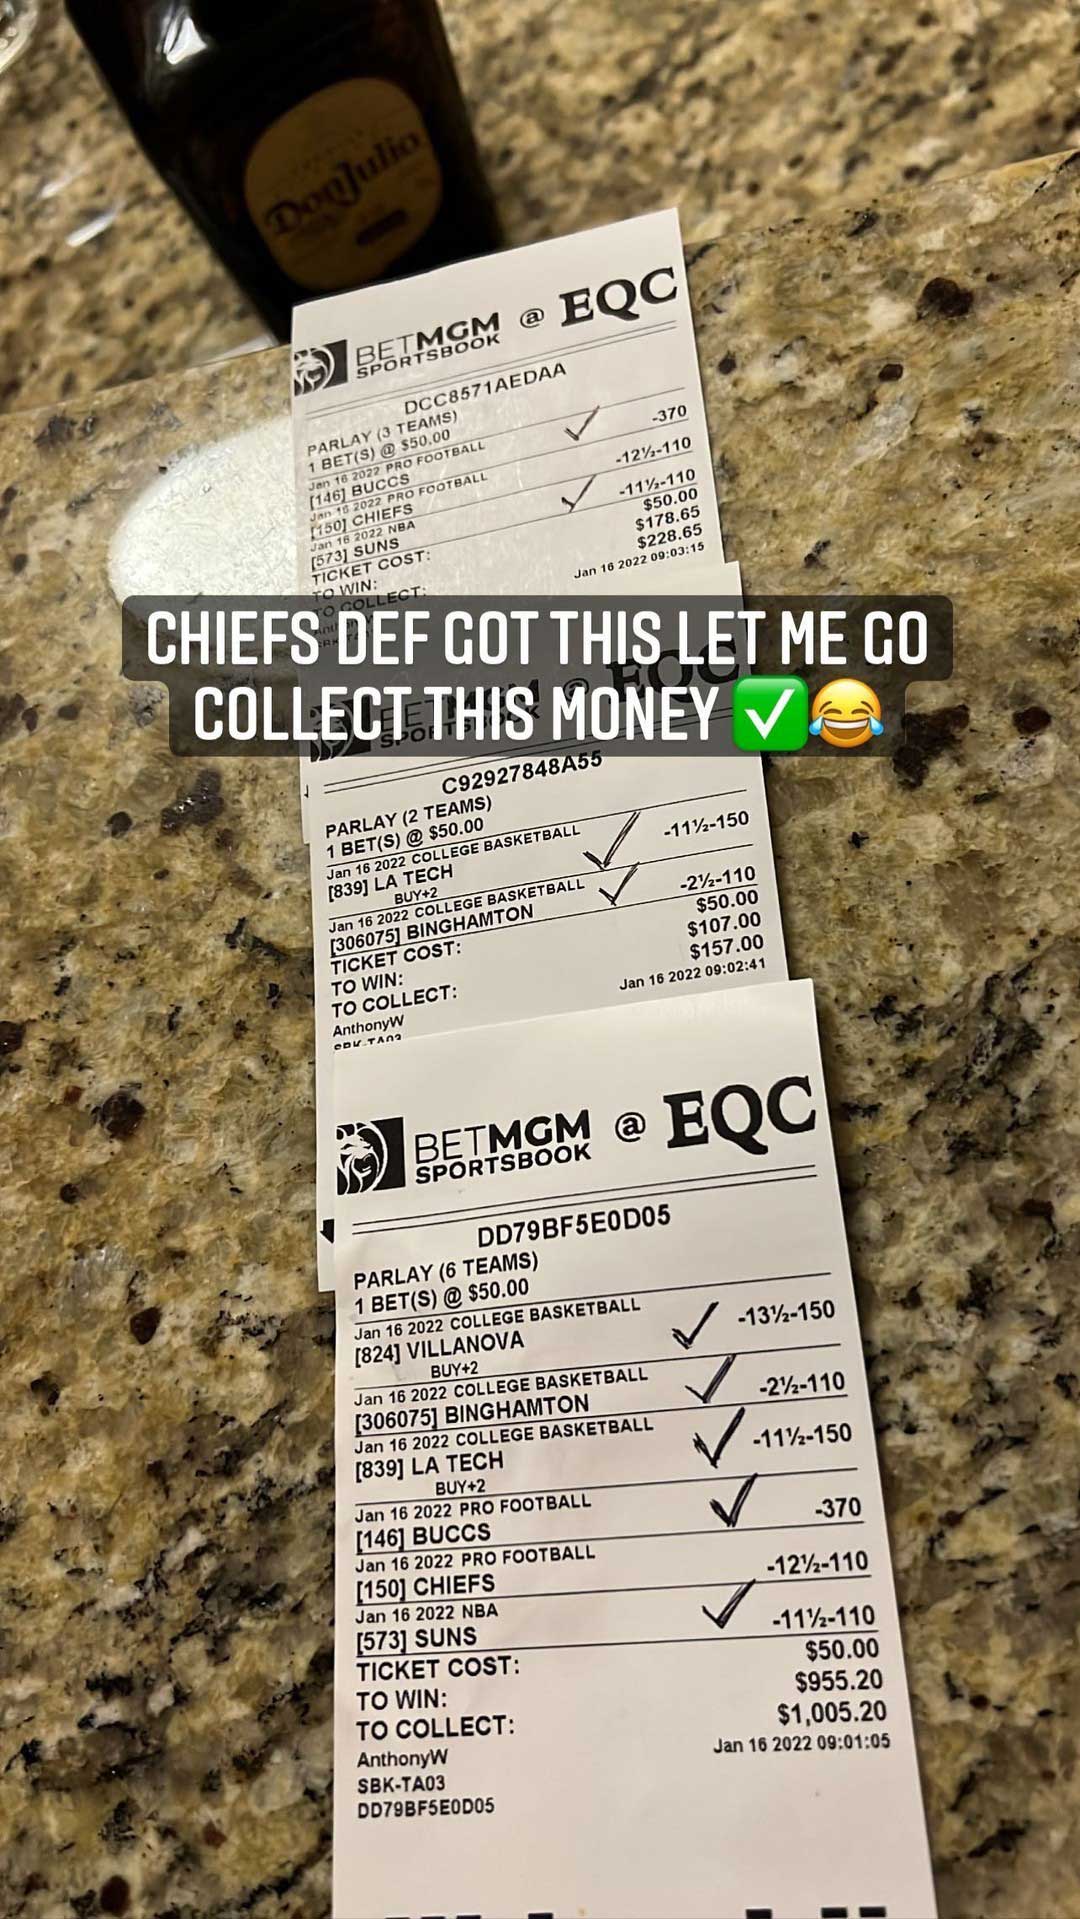 Don Julio
BETMGM @ EQC
SPORTSBOOK
DCC8571AEDAA
PARLAY (3 TEAMS)
1 BET(S) @ $50.00
Jan 16 2022 PRO FOOTBALL -370
[146] BUCCS
Jan 16 2022 PRO FOOTBALL -12½-110
[150] CHIEFS
Jan 16 2022 NBA -11½-110
[573] SUNS
TICKET COST: $50.00
TO WIN: $178.65
TO COLLECT: $228.65
Jan 16 2022 09:03:15
CHIEFS DEF GOT THIS LET ME GO
COLLECT THIS MONEY ✅😂
BETMGM @ EQC
SPORTSBOOK
C92927848A55
PARLAY (2 TEAMS)
1 BET(S) @ $50.00
Jan 16 2022 COLLEGE BASKETBALL -11½-150
[839] LA TECH
BUY+2
Jan 16 2022 COLLEGE BASKETBALL -2½-110
[306075] BINGHAMTON
TICKET COST: $50.00
TO WIN: $107.00
TO COLLECT: $157.00
Jan 16 2022 09:02:41
AnthonyW
SBK-TA03
BETMGM @ EQC
SPORTSBOOK
DD79BF5E0D05
PARLAY (6 TEAMS)
1 BET(S) @ $50.00
Jan 16 2022 COLLEGE BASKETBALL -13½-150
[824] VILLANOVA
BUY+2
Jan 16 2022 COLLEGE BASKETBALL -2½-110
[306075] BINGHAMTON
Jan 16 2022 COLLEGE BASKETBALL -11½-150
[839] LA TECH
BUY+2
Jan 16 2022 PRO FOOTBALL -370
[146] BUCCS
Jan 16 2022 PRO FOOTBALL -12½-110
[150] CHIEFS
Jan 16 2022 NBA -11½-110
[573] SUNS
TICKET COST: $50.00
TO WIN: $955.20
TO COLLECT: $1,005.20
AnthonyW Jan 16 2022 09:01:05
SBK-TA03
DD79BF5E0D05